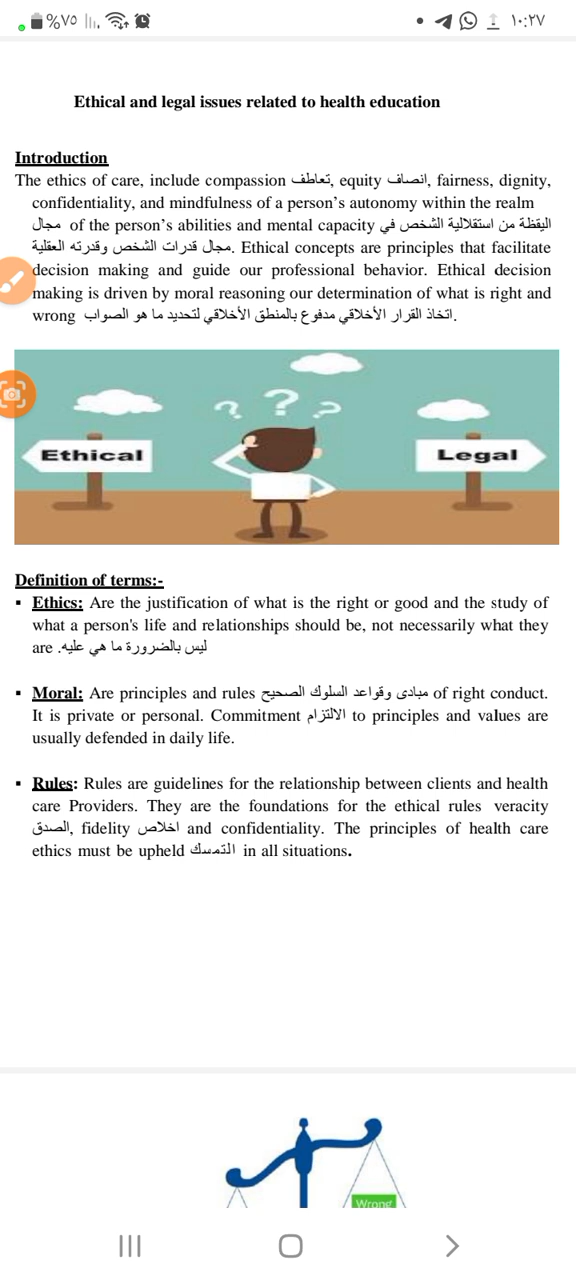 %٧٥ ١٠:٢٧
Ethical and legal issues related to health education
Introduction
The ethics of care, include compassion تعاطف, equity انصاف, fairness, dignity,
confidentiality, and mindfulness of a person’s autonomy within the realm
مجال of the person’s abilities and mental capacity اليقظة من استقلالية الشخص في
مجال قدرات الشخص وقدرته العقلية. Ethical concepts are principles that facilitate
decision making and guide our professional behavior. Ethical decision
making is driven by moral reasoning our determination of what is right and
wrong اتخاذ القرار الأخلاقي مدفوع بالمنطق الأخلاقي لتحديد ما هو الصواب.
? ? ?
Ethical
Legal
Definition of terms:-
▪ Ethics: Are the justification of what is the right or good and the study of
what a person's life and relationships should be, not necessarily what they
are ليس بالضرورة ما هي عليه.
▪ Moral: Are principles and rules مبادى وقواعد السلوك الصحيح of right conduct.
It is private or personal. Commitment الالتزام to principles and values are
usually defended in daily life.
▪ Rules: Rules are guidelines for the relationship between clients and health
care Providers. They are the foundations for the ethical rules veracity
الصدق, fidelity اخلاص and confidentiality. The principles of health care
ethics must be upheld التمسك in all situations.
Wrong